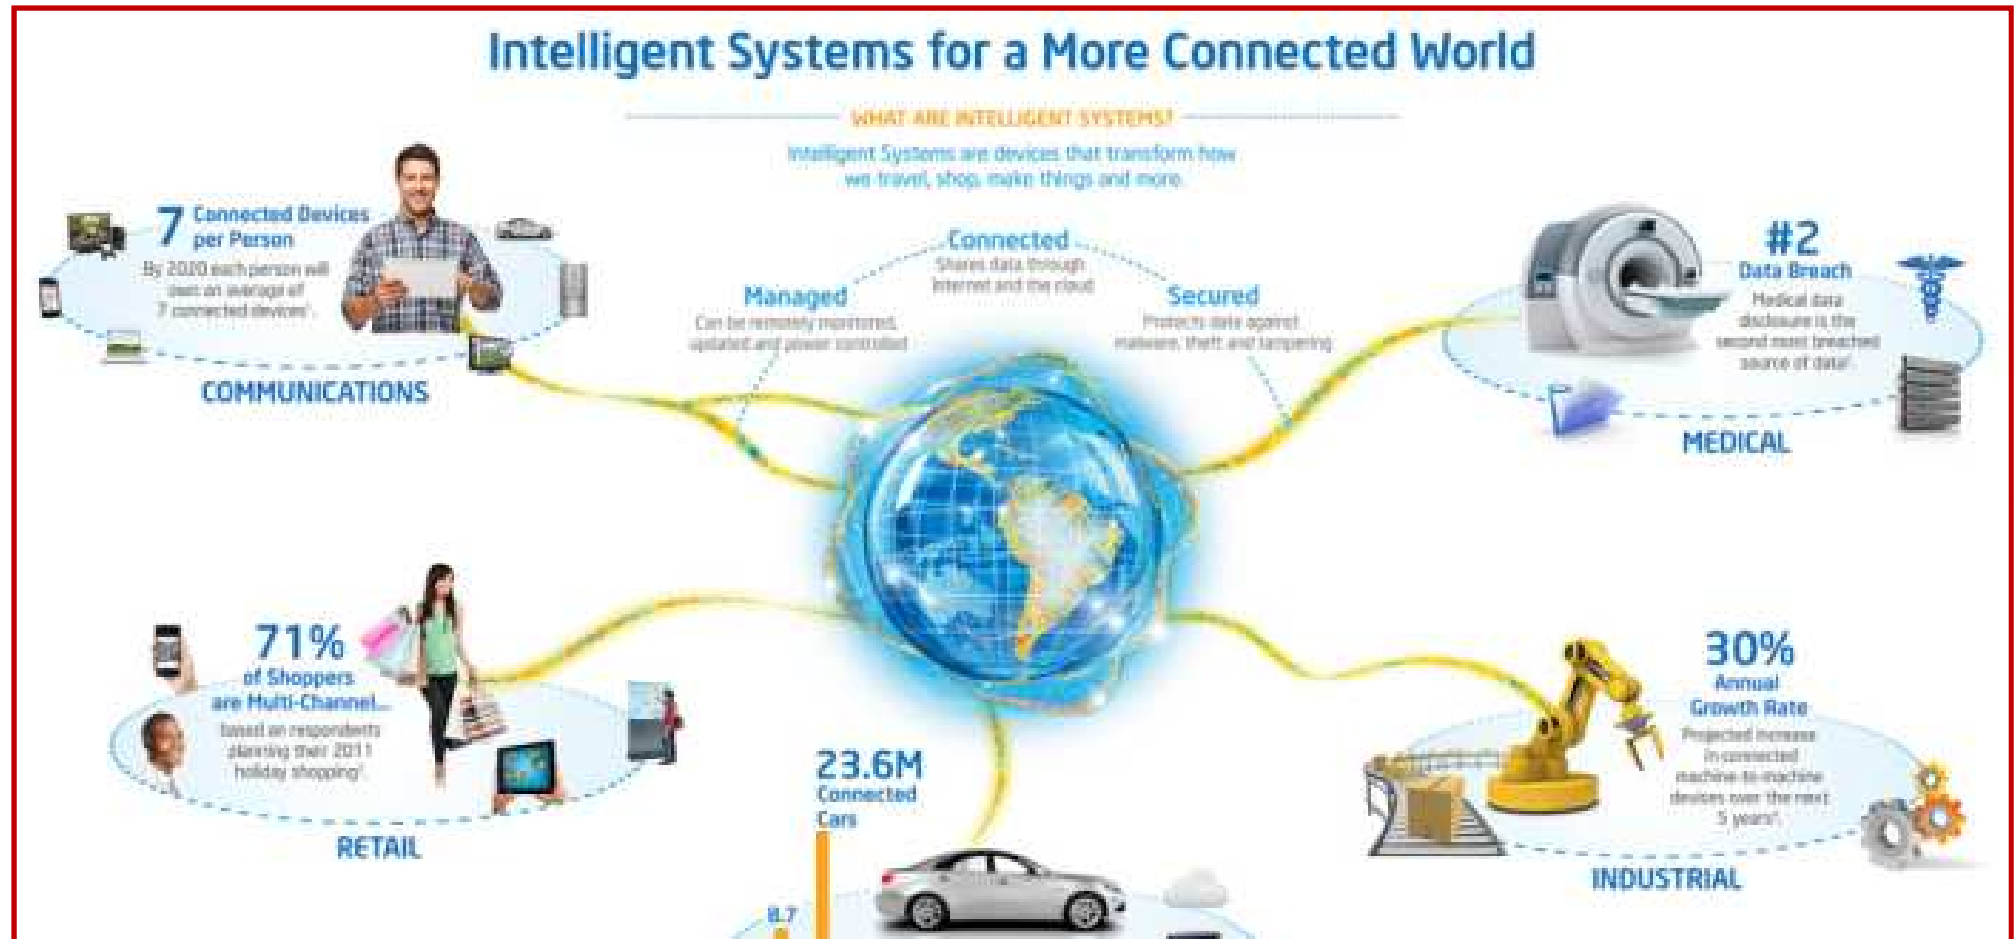 Intelligent Systems for a More Connected World
WHAT ARE INTELLIGENT SYSTEMS?
Intelligent Systems are devices that transform how
we travel, shop, make things and more.
7 Connected Devices
per Person
By 2020 each person will
own an average of
7 connected devices¹.
COMMUNICATIONS
Connected
Shares data through
internet and the cloud
Managed
Can be remotely monitored,
updated and power controlled
Secured
Protects data against
malware, theft and tampering
#2
Data Breach
Medical data
disclosure is the
second most breached
source of data².
MEDICAL
71%
of Shoppers
are Multi-Channel...
based on respondents
planning their 2011
holiday shopping³.
RETAIL
23.6M
Connected
Cars
8.7
30%
Annual
Growth Rate
Projected increase
in connected
machine-to-machine
devices over the next
5 years⁴.
INDUSTRIAL